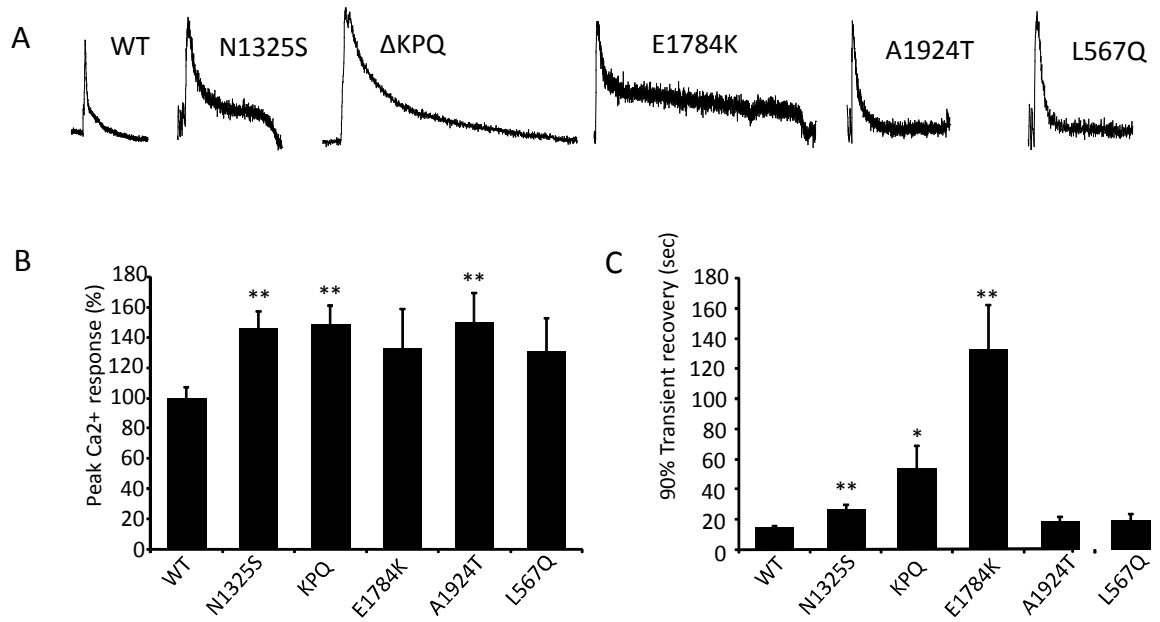 A
WT
N1325S
ΔKPQ
E1784K
A1924T
L567Q
B
Peak Ca2+ response (%)
180
160
140
120
100
80
60
40
20
0
**
**
**
WT
N1325S
KPQ
E1784K
A1924T
L567Q
C
90% Transient recovery (sec)
180
160
140
120
100
80
60
40
20
0
**
*
**
WT
N1325S
KPQ
E1784K
A1924T
L567Q